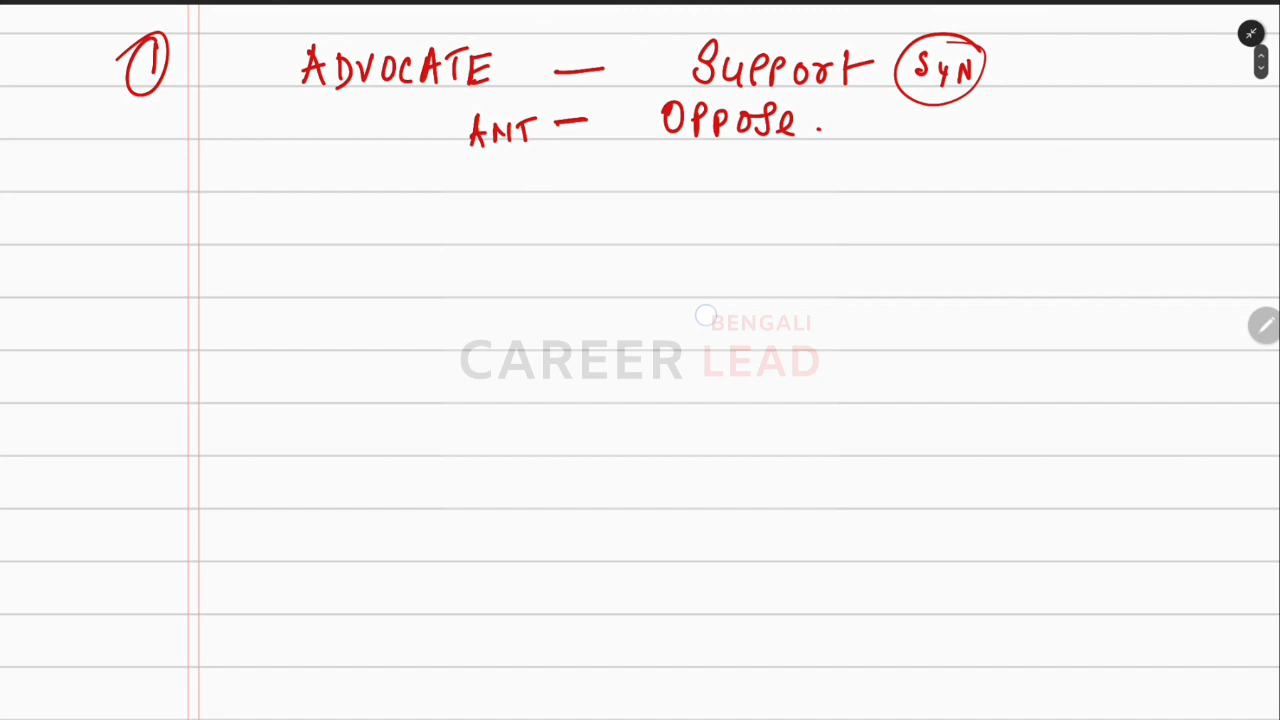 ① ADVOCATE — Support SYN
ANT — Oppose.
BENGALI
CAREER LEAD